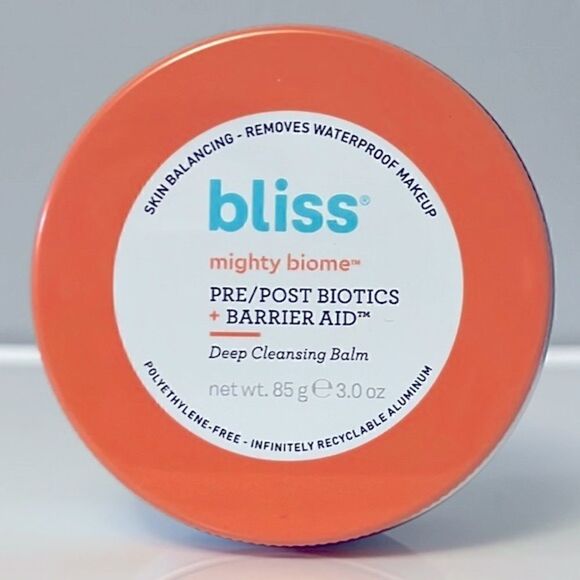 SKIN BALANCING - REMOVES WATERPROOF MAKEUP
bliss®
mighty biome™
PRE/POST BIOTICS
+ BARRIER AID™
Deep Cleansing Balm
net wt. 85 g ℮ 3.0 oz
POLYETHYLENE-FREE - INFINITELY RECYCLABLE ALUMINUM